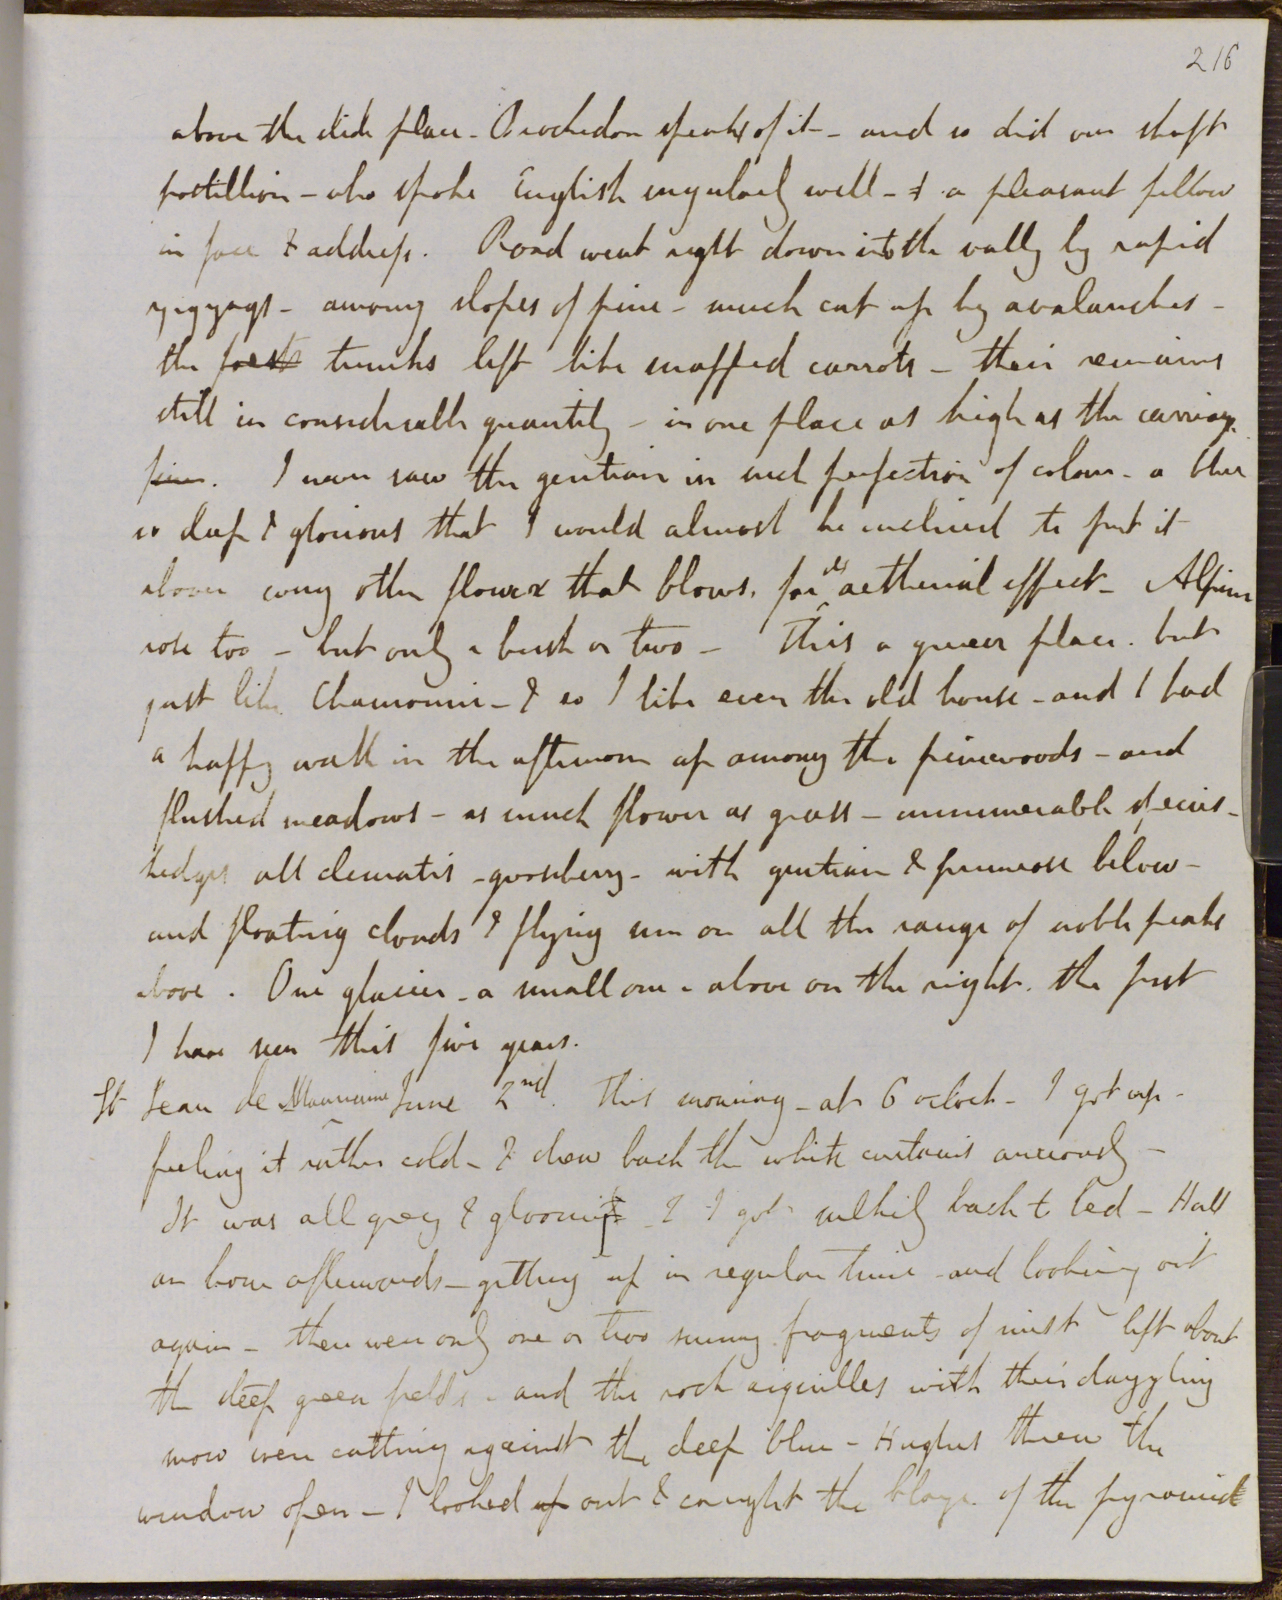 216
above the slide place - Brockedon speaks of it - and so did our sharp
postillion - who spoke English singularly well - & a pleasant fellow
in face & address. Road went right down into the vally by rapid
zigzags - among slopes of pine - much cut up by avalanches -
the trunks left like snapped carrots - their remains
still in considerable quantity - in one place as high as the carriage.
I never saw the gentian in such perfection of colour - a blue
so deep & glorious that I would almost be inclined to put it
above any other flower that blows, for its aetherial effect - Alpine
rose too - but only a bush or two - This a queer place. but
just like Chamouni - & so I like even the old house - and I had
a happy walk in the afternoon up among the pinewoods - and
flushed meadows - as much flower as grass - innumerable species -
hedges all clematis - gooseberry - with gentian & primrose below -
and floating clouds & flying sun on all the range of noble peaks
above. One glacier - a small one - above on the right. the first
I have seen this five years.
St Jean de Maurienne June 2nd. This morning - at 6 oclock - I got up -
feeling it rather cold - & drew back the white curtains anxiously -
It was all grey & gloomy - & I got sulkily back to bed - Half
an hour afterwards - getting up in regular time - and looking out
again - there were only one or two sunny fragments of mist left about
the deep green fields - and the rock aiguilles with their dazzling
snow were cutting against the deep blue - Hughes threw the
window open - I looked up out & caught the blaze of the pyramid